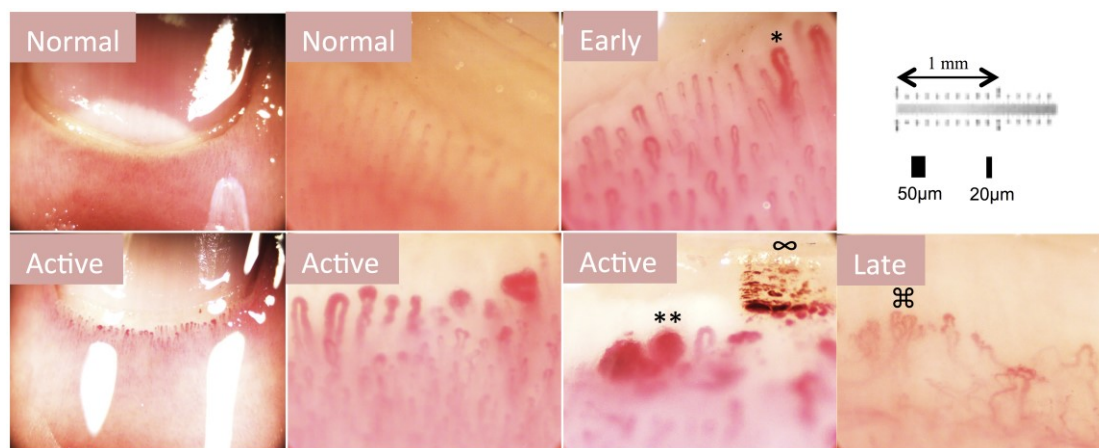 Normal
Normal
Early
*
1 mm
50µm
20µm
Active
Active
Active
**
∞
Late
⌘